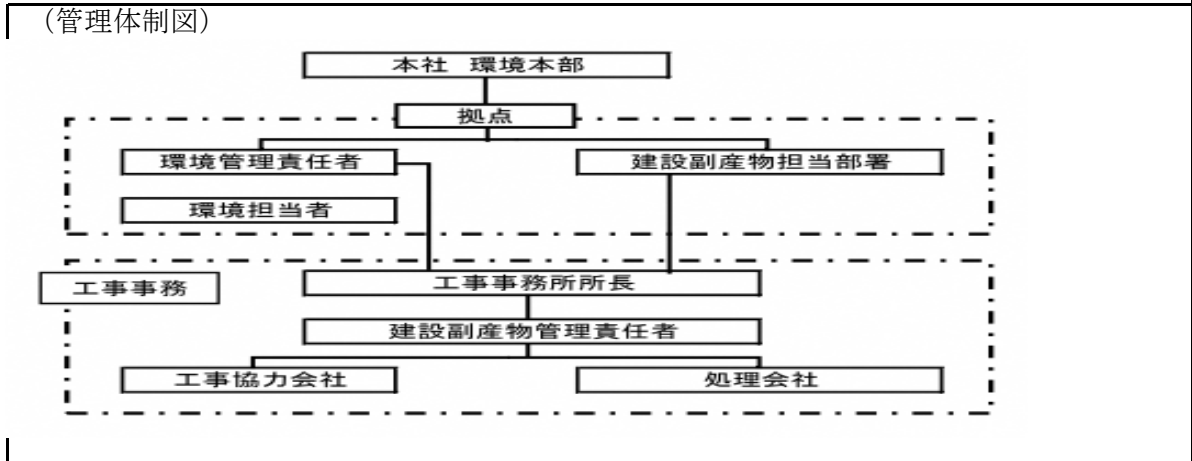 （管理体制図）
本社　環境本部
拠点
環境管理責任者
建設副産物担当部署
環境担当者
工事事務
工事事務所所長
建設副産物管理責任者
工事協力会社
処理会社